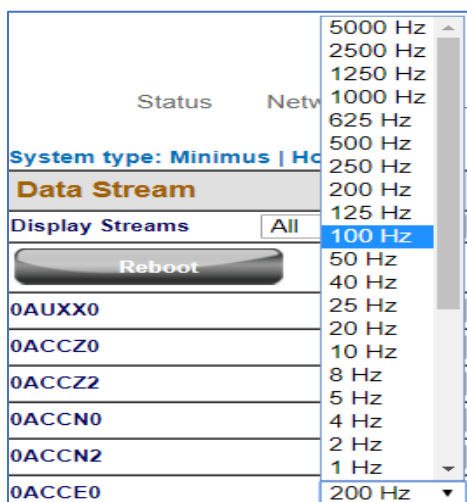 5000 Hz
2500 Hz
1250 Hz
Status Netw 1000 Hz
625 Hz
500 Hz
System type: Minimus | Ho 250 Hz
Data Stream 200 Hz
125 Hz
Display Streams All 100 Hz
50 Hz
Reboot 40 Hz
0AUXX0 25 Hz
20 Hz
0ACCZ0 10 Hz
0ACCZ2 8 Hz
5 Hz
0ACCN0 4 Hz
0ACCN2 2 Hz
1 Hz
0ACCE0 200 Hz